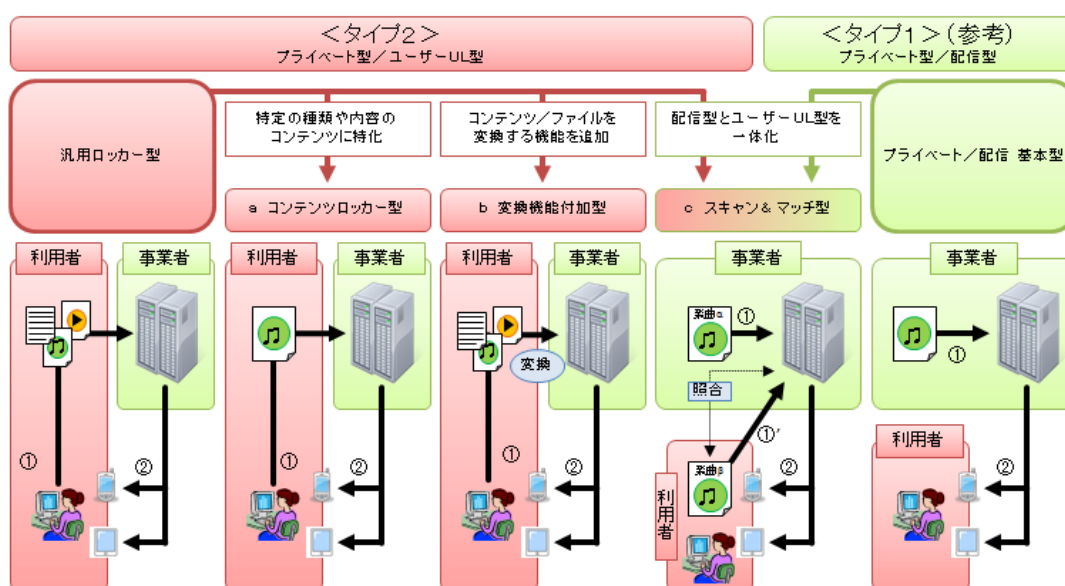 ＜タイプ２＞
プライベート型／ユーザーUL型
＜タイプ１＞(参考)
プライベート型／配信型
汎用ロッカー型
特定の種類や内容の
コンテンツに特化
コンテンツ／ファイルを
変換する機能を追加
配信型とユーザーUL型を
一体化
プライベート／配信 基本型
a コンテンツロッカー型
b 変換機能付加型
c スキャン＆マッチ型
利用者
事業者
利用者
事業者
利用者
事業者
事業者
事業者
楽曲α
①
①
変換
照合
①’
利用者
楽曲β
利用者
①
②
①
②
①
②
②
②